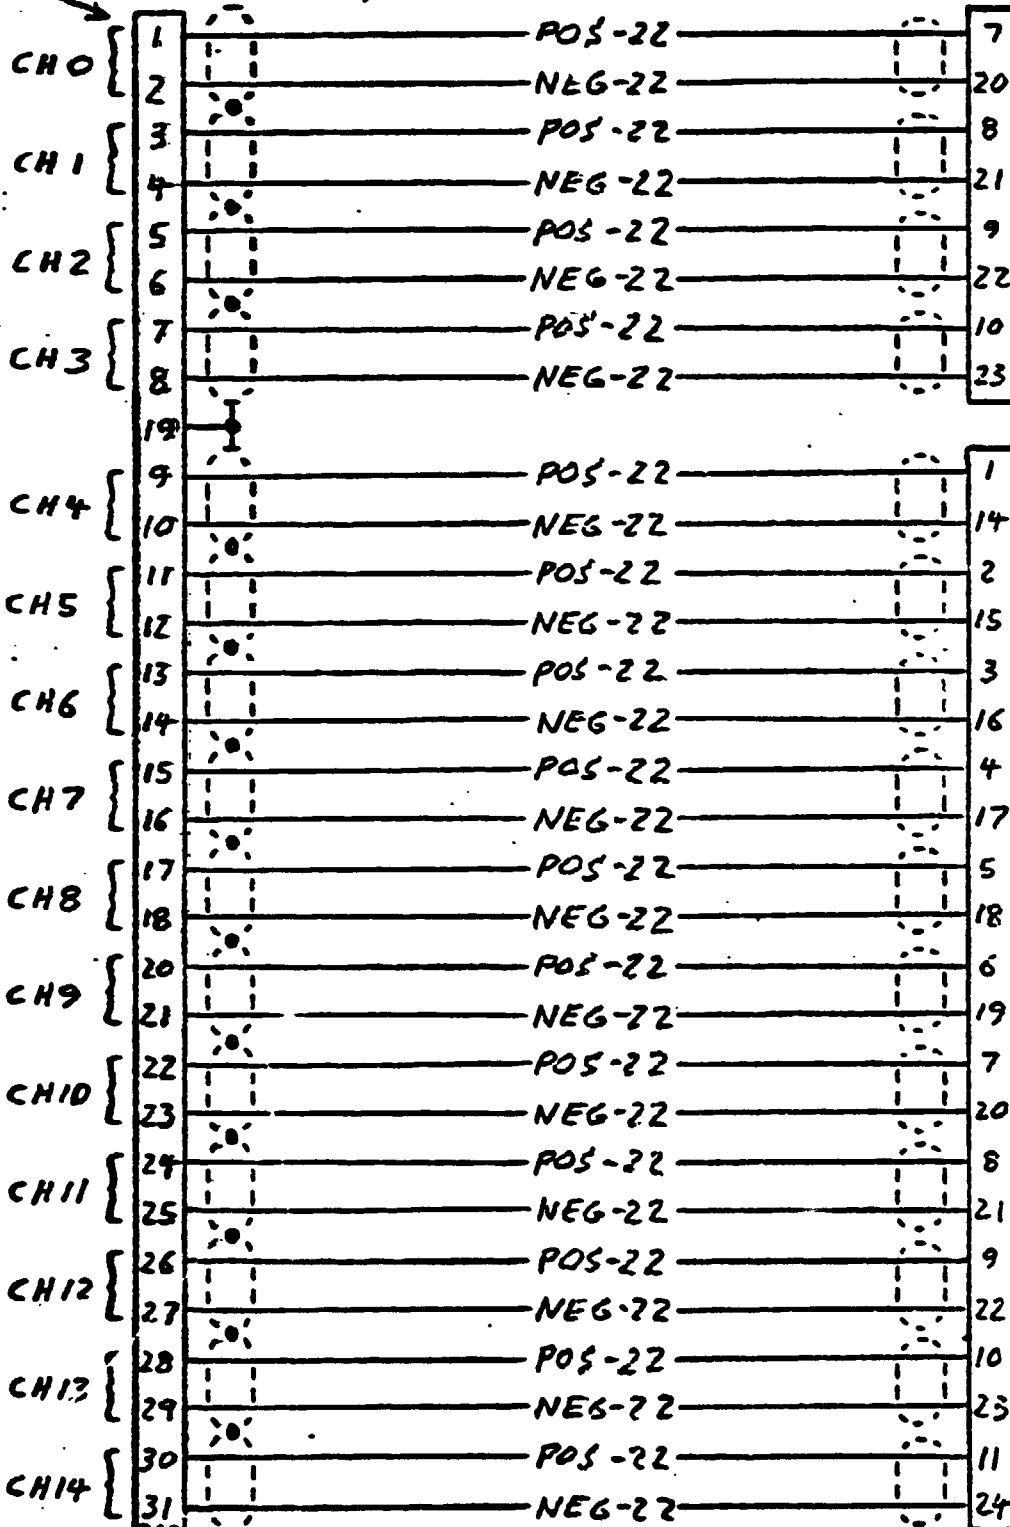 1 POS-22 7
CH0
2 NEG-22 20
3 POS-22 8
CH1
4 NEG-22 21
5 POS-22 9
CH2
6 NEG-22 22
7 POS-22 10
CH3
8 NEG-22 23
19
9 POS-22 1
CH4
10 NEG-22 14
11 POS-22 2
CH5
12 NEG-22 15
13 POS-22 3
CH6
14 NEG-22 16
15 POS-22 4
CH7
16 NEG-22 17
17 POS-22 5
CH8
18 NEG-22 18
20 POS-22 6
CH9
21 NEG-22 19
22 POS-22 7
CH10
23 NEG-22 20
24 POS-22 8
CH11
25 NEG-22 21
26 POS-22 9
CH12
27 NEG-22 22
28 POS-22 10
CH13
29 NEG-22 23
30 POS-22 11
CH14
31 NEG-22 24